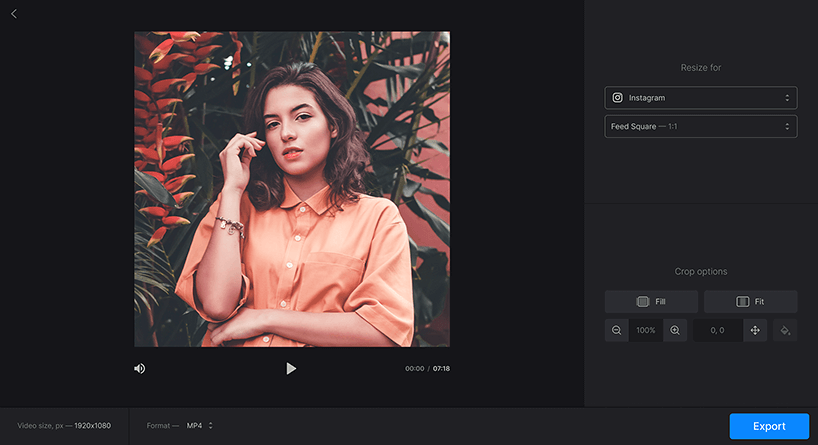 Resize for
Instagram
Feed Square — 1:1
Crop options
Fill
Fit
100%
0, 0
00:00 / 07:18
Video size, px — 1920x1080
Format — MP4
Export